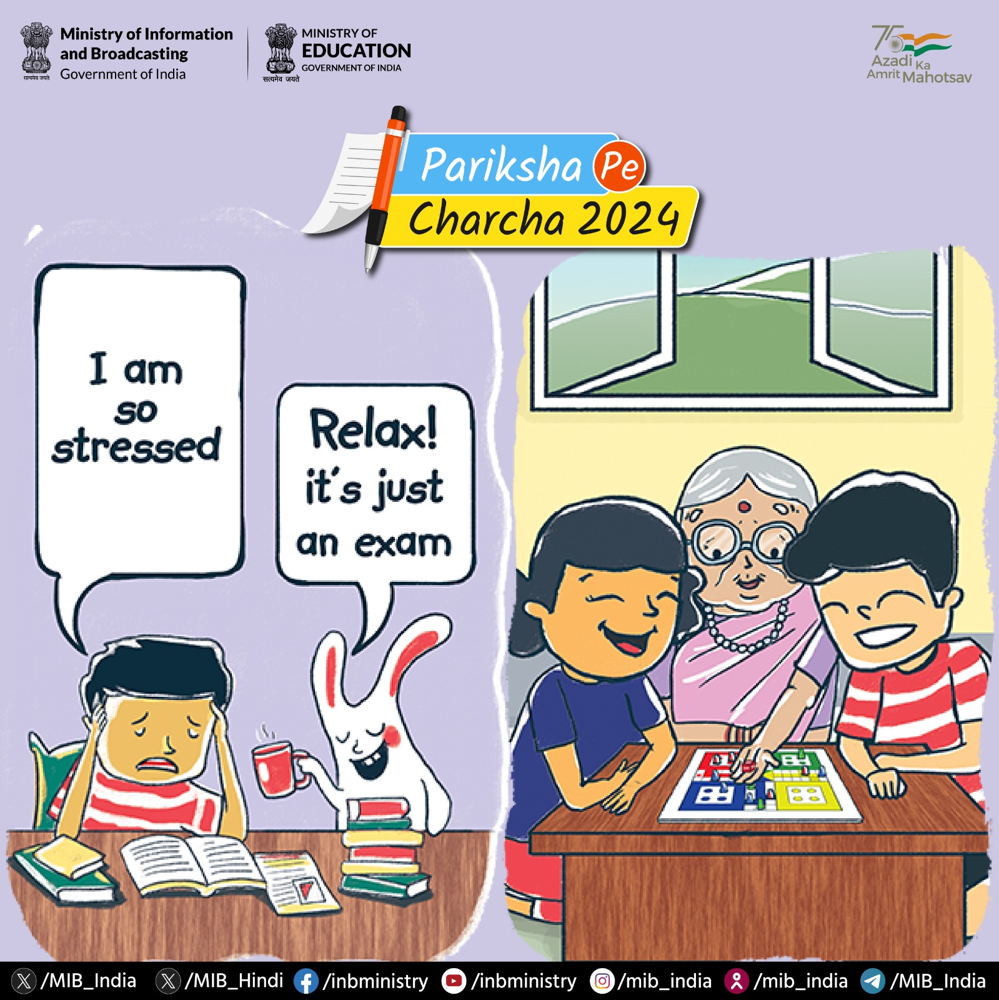 Ministry of Information
and Broadcasting
Government of India
सत्यमेव जयते
MINISTRY OF
EDUCATION
GOVERNMENT OF INDIA
सत्यमेव जयते
75
Azadi Ka
Amrit Mahotsav
Pariksha Pe
Charcha 2024
I am
so
stressed
Relax!
it's just
an exam
/MIB_India /MIB_Hindi /inbministry /inbministry /mib_india /mib_india /MIB_India